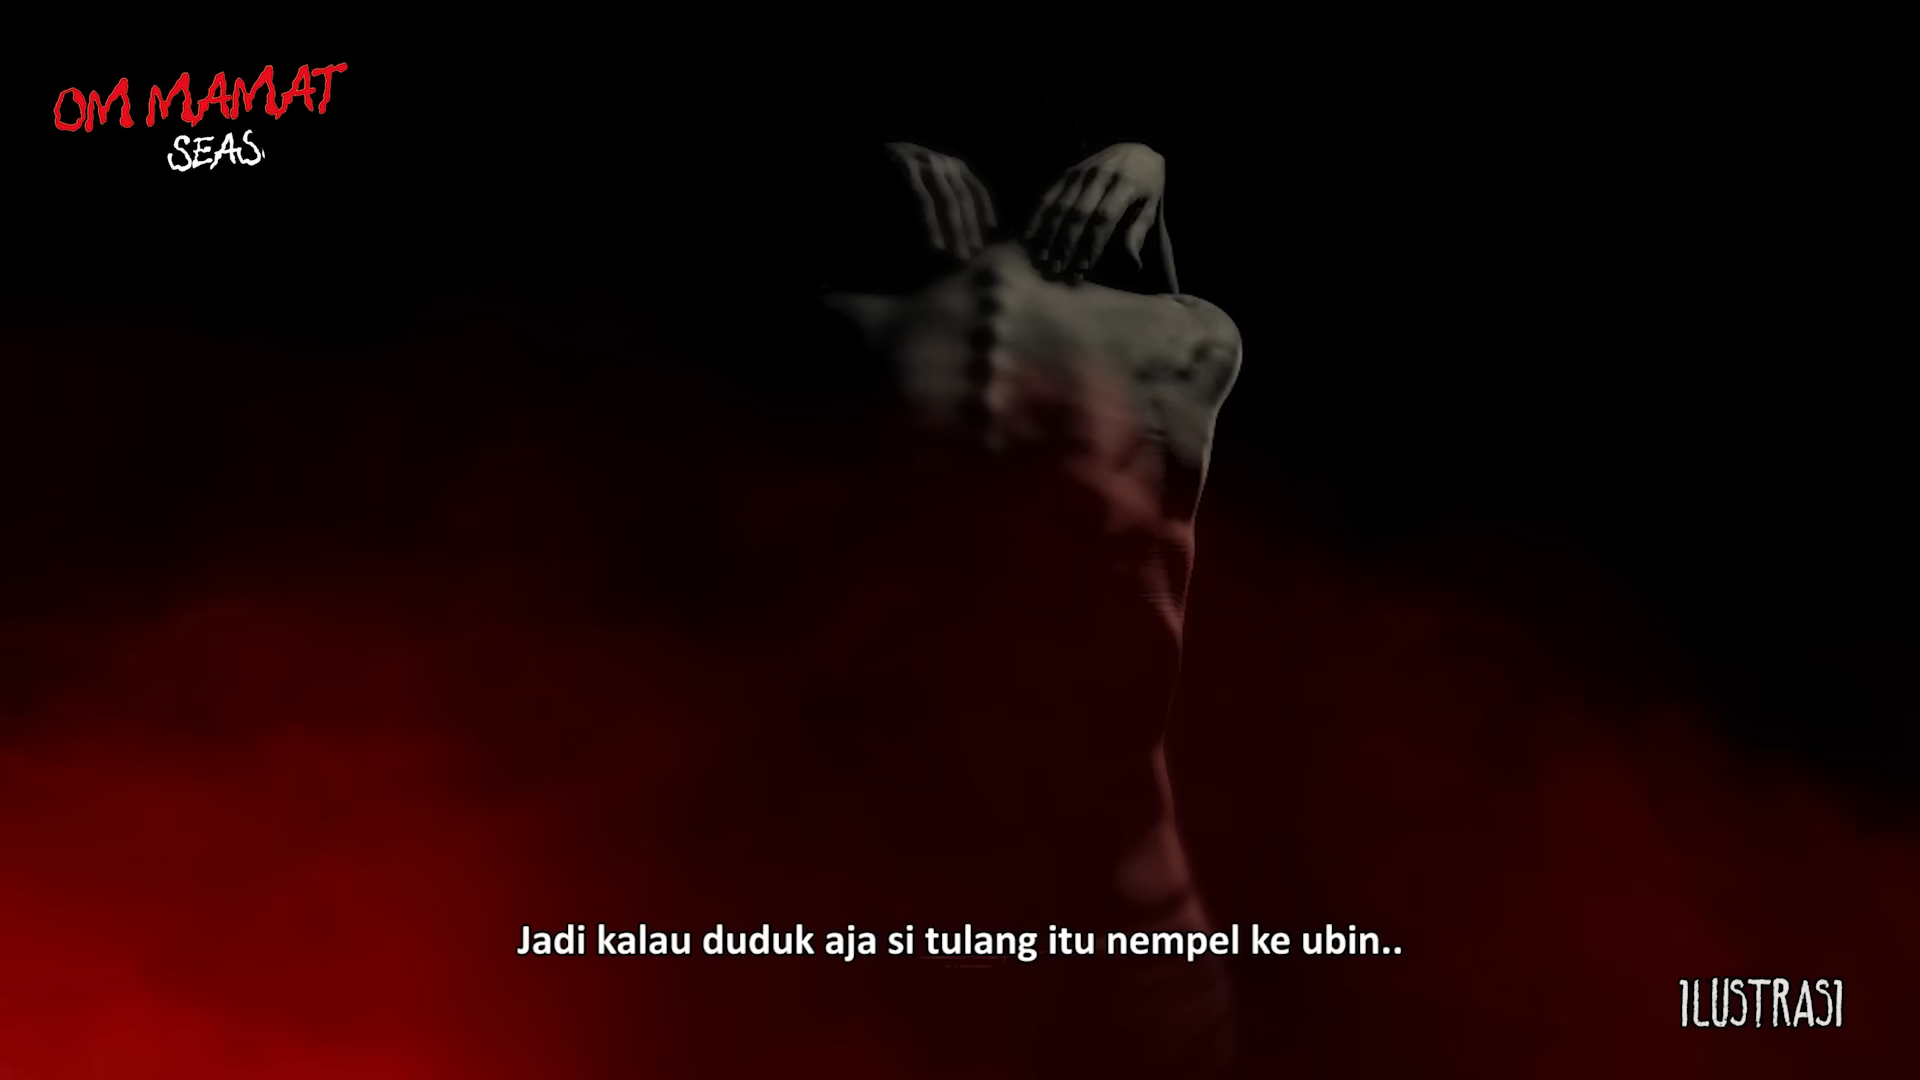 OM MAMAT
SEAS.
Jadi kalau duduk aja si tulang itu nempel ke ubin..
ILUSTRASI